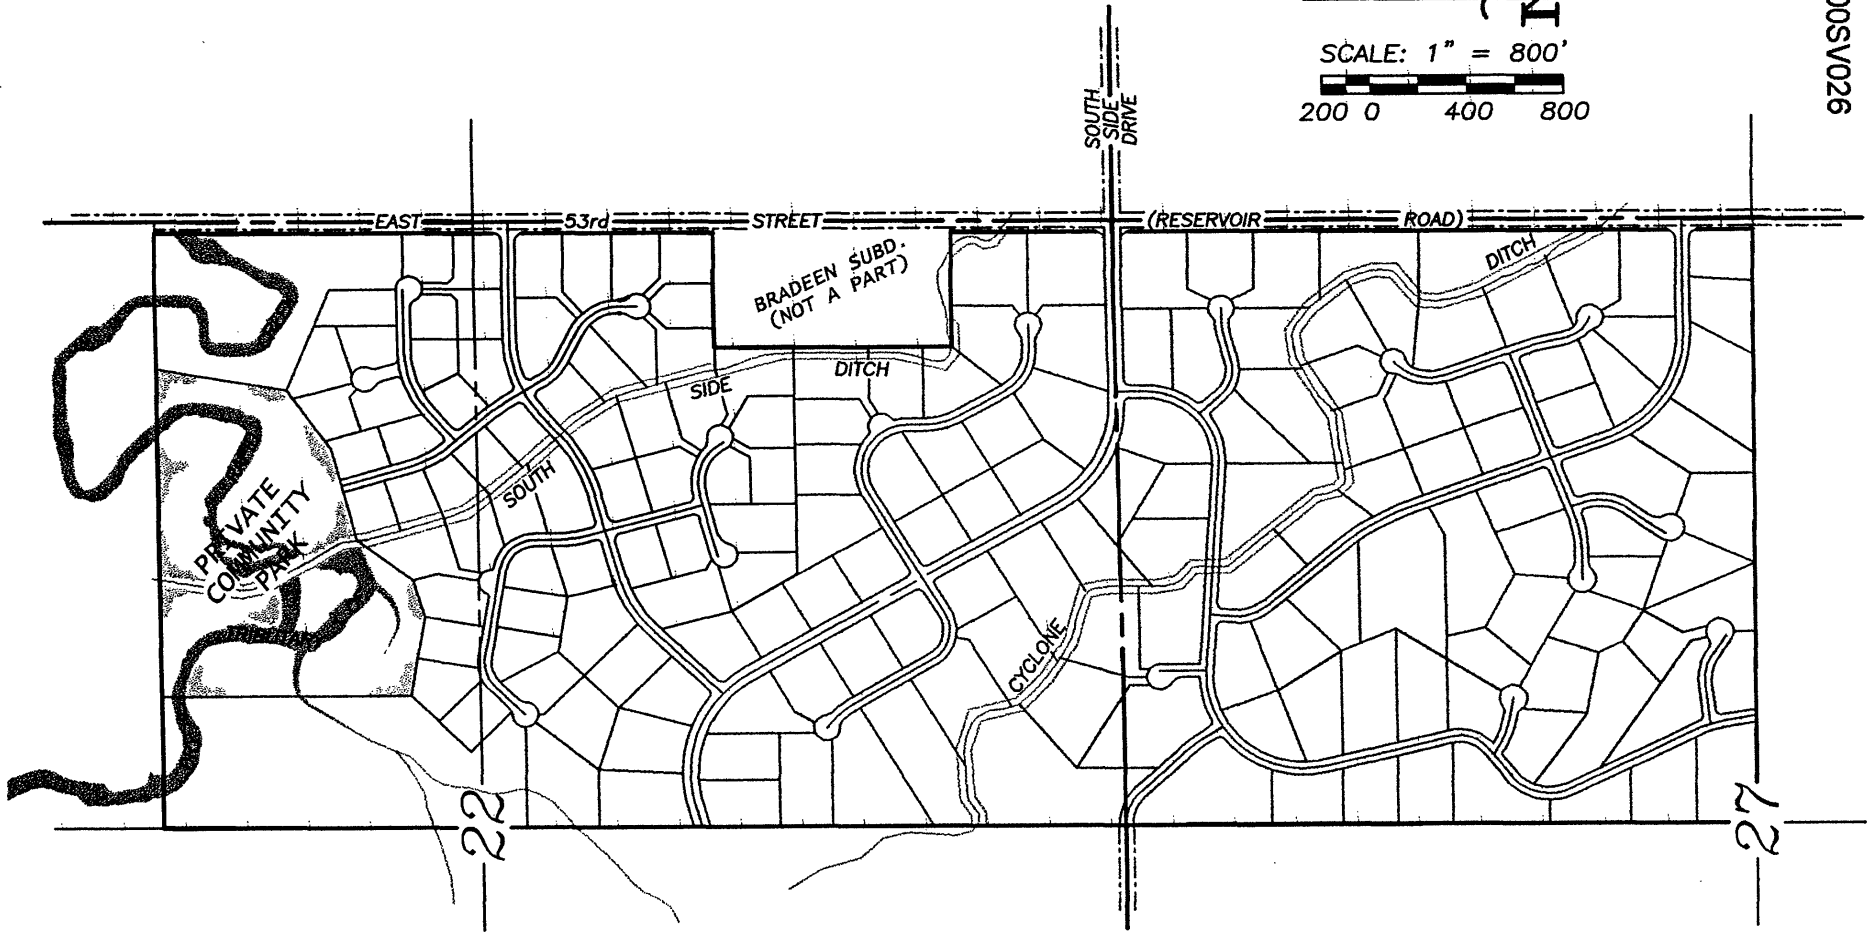 N
00SV026
SCALE: 1" = 800'
200 0 400 800
SOUTH
SIDE
DRIVE
EAST 53rd STREET (RESERVOIR ROAD)
BRADEEN SUBD.
(NOT A PART)
DITCH
SOUTH SIDE DITCH
PRIVATE
COMMUNITY
PARK
TRIBUTARY
CYCLONE
22
27